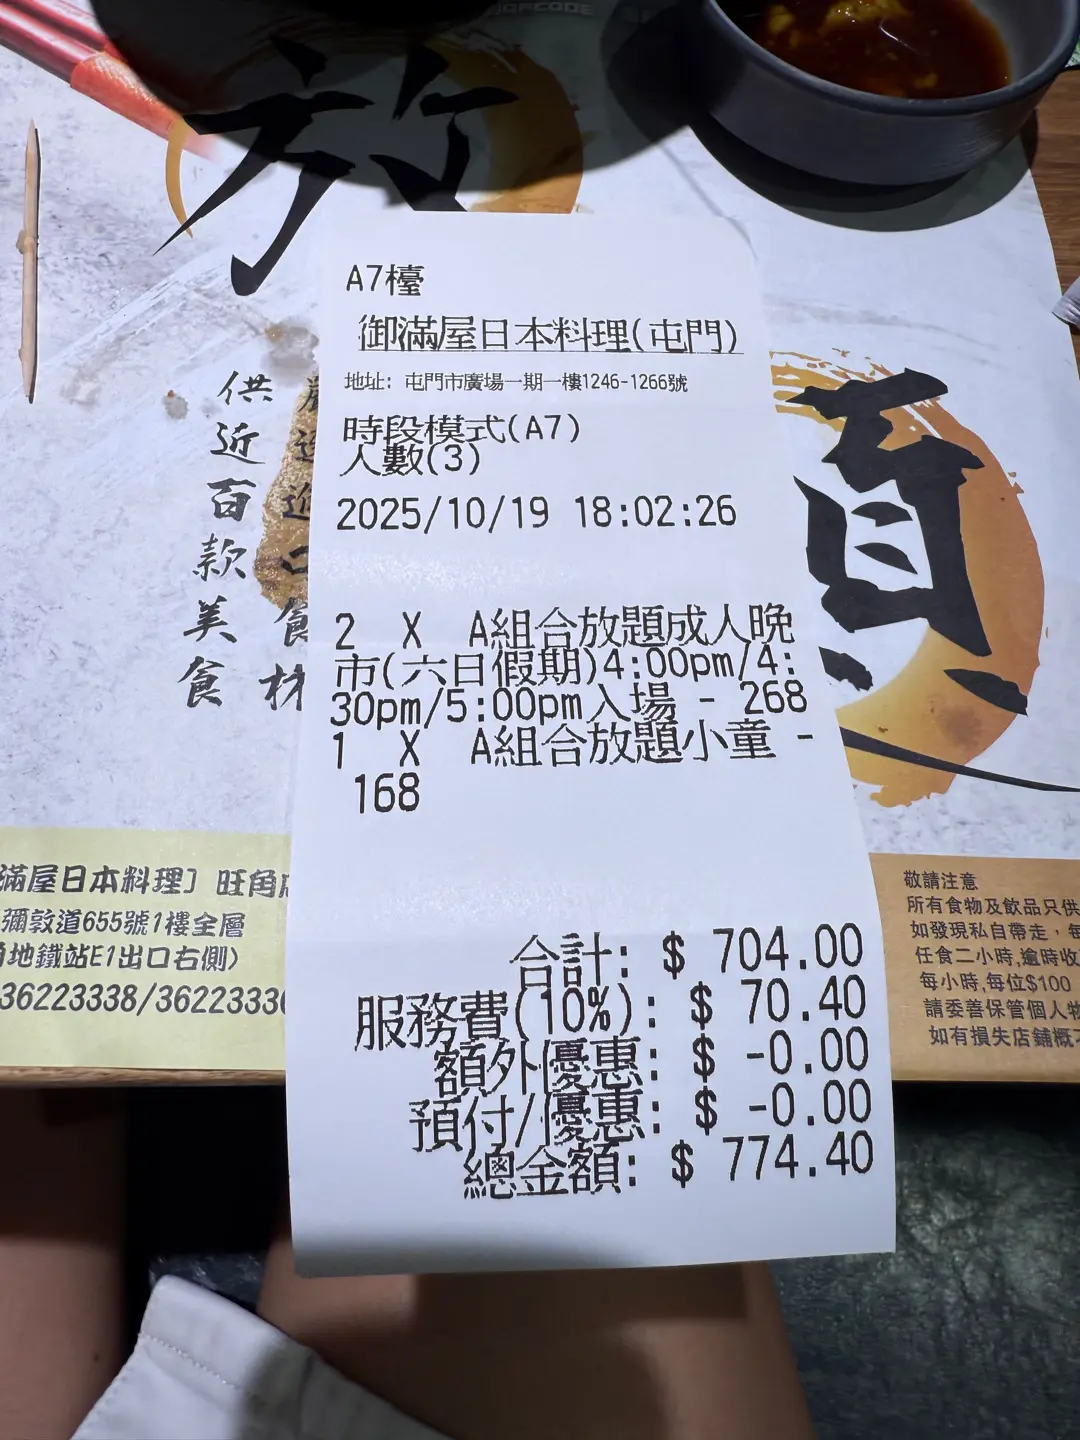 放
題
供
近
百
款
美
食
A7檯
御滿屋日本料理(屯門)
地址: 屯門市廣場一期一樓1246-1266號
時段模式(A7)
人數(3)
2025/10/19 18:02:26
2 X A組合放題成人晚
市(六日假期)4:00pm/4:
30pm/5:00pm入場 - 268
1 X A組合放題小童 -
168
合計: $ 704.00
服務費(10%): $ 70.40
額外優惠: $ -0.00
預付/優惠: $ -0.00
總金額: $ 774.40
滿屋日本料理〕旺角
彌敦道655號1樓全層
地鐵站E1出口右側)
36223338/3622333
敬請注意
所有食物及飲品只供
如發現私自帶走，每
任食二小時,逾時收
每小時,每位$100
請委善保管個人物
如有損失店鋪概不